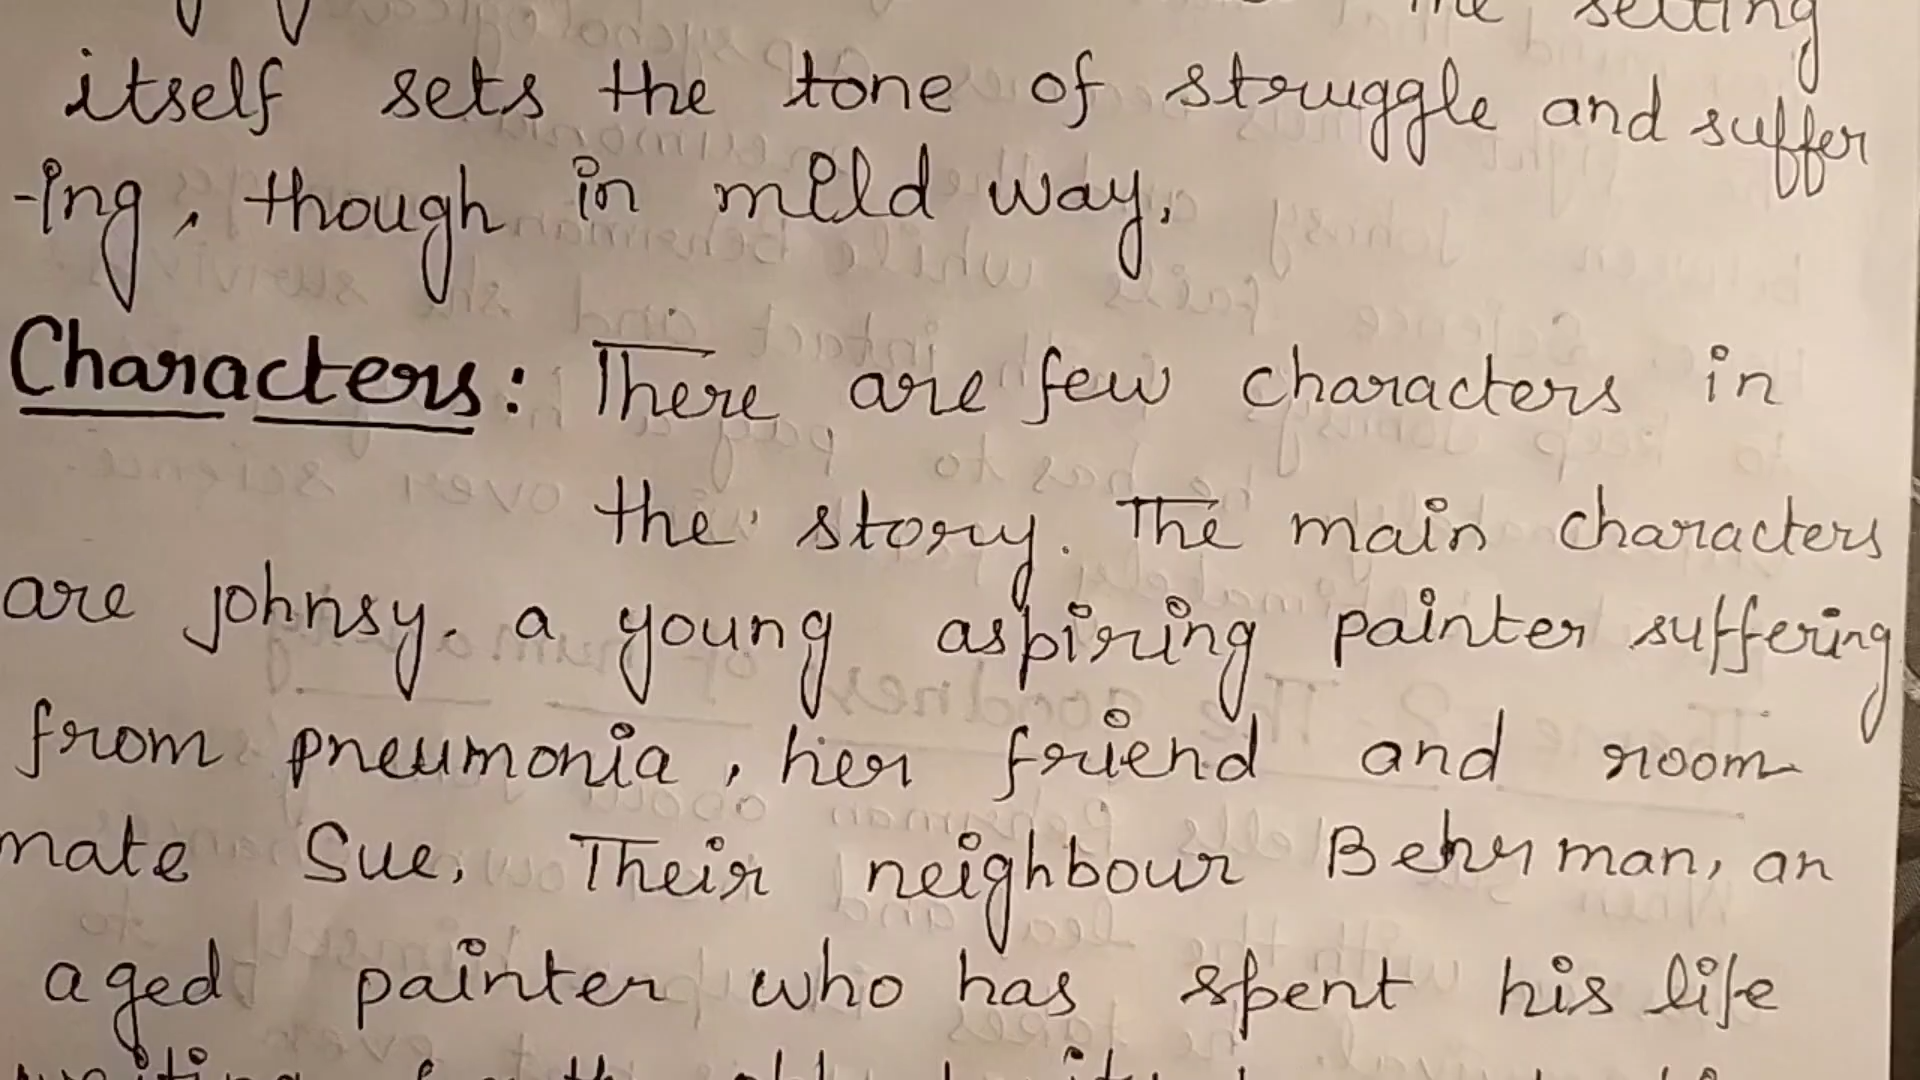 the setting
itself sets the tone of struggle and suffer
-ing, though in mild way.
Characters: There are few characters in
the story. The main characters
are johnsy. a young aspiring painter suffering
from pneumonia, her friend and room
mate Sue, Their neighbour Behrman, an
aged painter who has spent his life